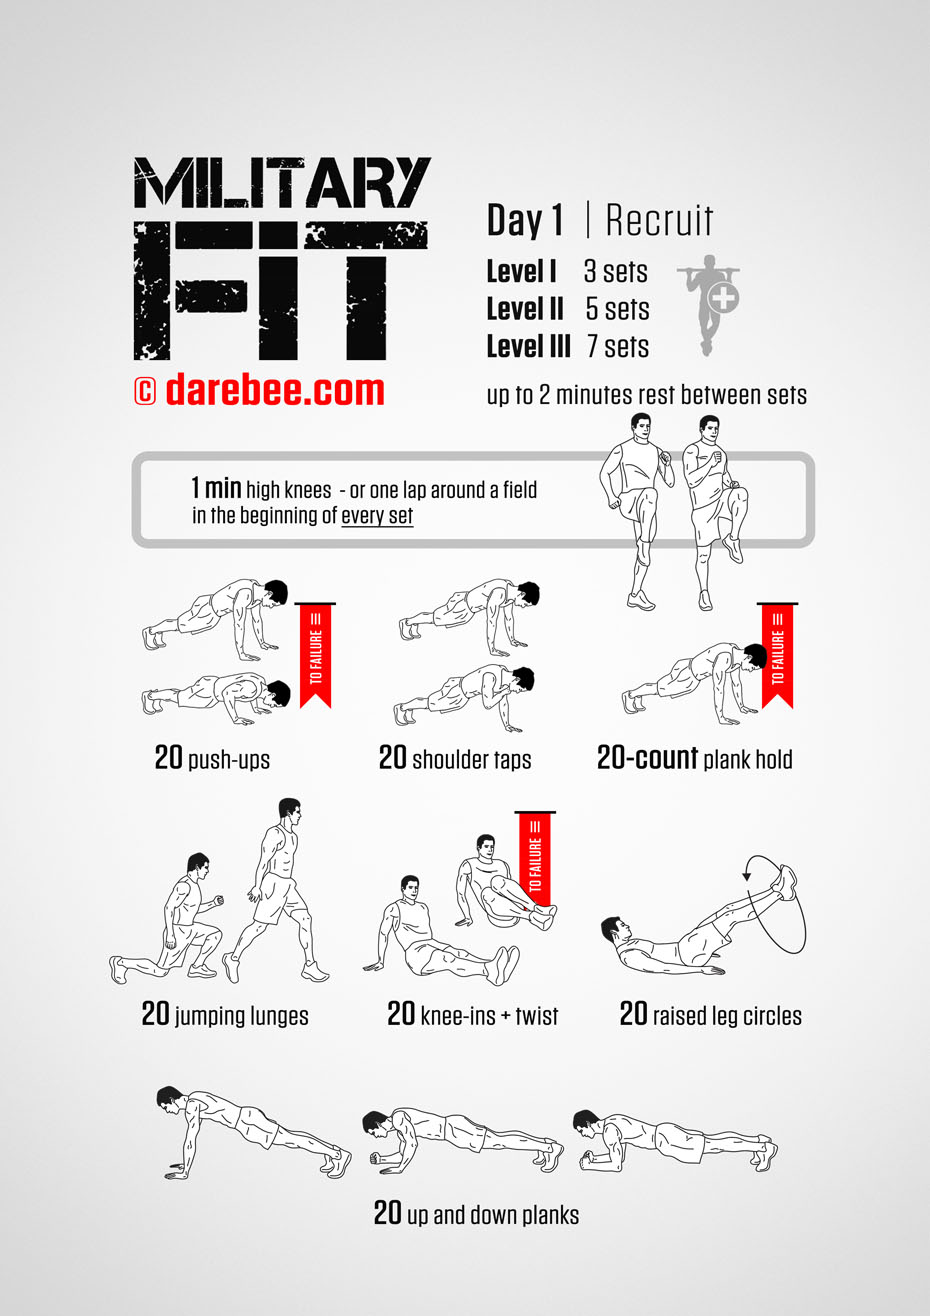 MILITARY
FIT
© darebee.com
Day 1 | Recruit
Level I 3 sets
Level II 5 sets
Level III 7 sets
up to 2 minutes rest between sets
1 min high knees - or one lap around a field
in the beginning of every set
TO FAILURE III
20 push-ups
20 shoulder taps
TO FAILURE III
20-count plank hold
20 jumping lunges
TO FAILURE III
20 knee-ins + twist
20 raised leg circles
20 up and down planks